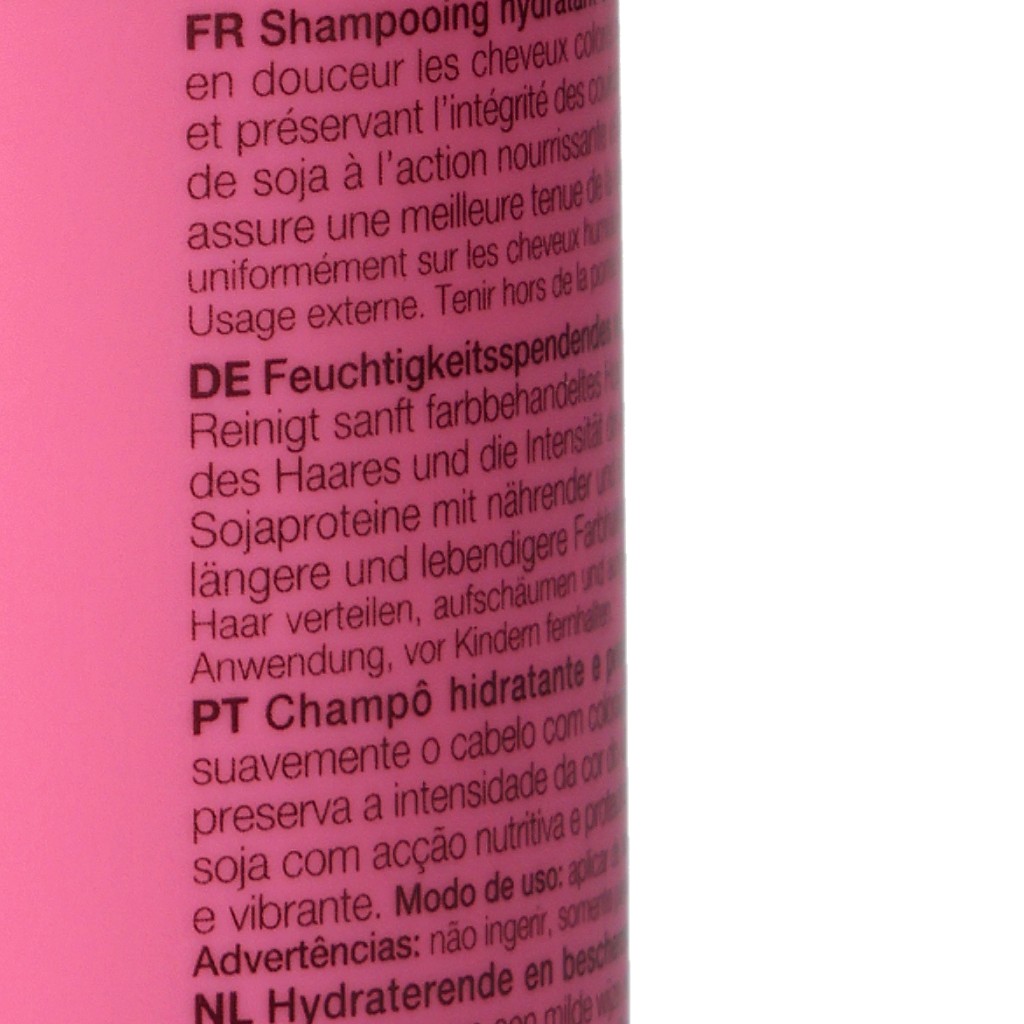 FR Shampooing hydratant
en douceur les cheveux
et préservant l'intégrité des
de soja à l'action nourrissante
assure une meilleure tenue de
uniformément sur les cheveux
Usage externe. Tenir hors de la
DE Feuchtigkeitsspendendes
Reinigt sanft farbbehandeltes
des Haares und die Intensität
Sojaproteine mit nährender
längere und lebendigere
Haar verteilen, aufschäumen und
Anwendung, vor Kindern fernhalten.
PT Champô hidratante e
suavemente o cabelo com
preserva a intensidade da cor
soja com acção nutritiva e
e vibrante. Modo de uso: aplicar
Advertências: não ingerir,
NL Hydraterende en
milde